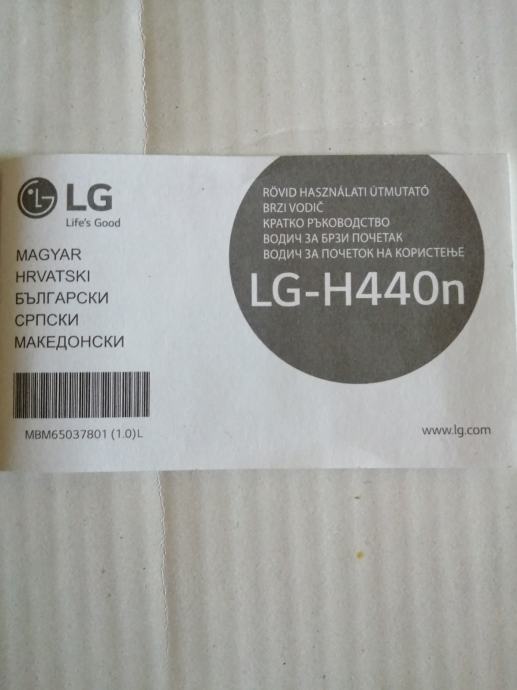 LG
Life's Good
MAGYAR
HRVATSKI
БЪЛГАРСКИ
СРПСКИ
МАКЕДОНСКИ
MBM65037801 (1.0)L
RÖVID HASZNÁLATI ÚTMUTATÓ
BRZI VODIČ
КРАТКО РЪКОВОДСТВО
ВОДИЧ ЗА БРЗИ ПОЧЕТАК
ВОДИЧ ЗА ПОЧЕТОК НА КОРИСТЕЊЕ
LG-H440n
www.lg.com